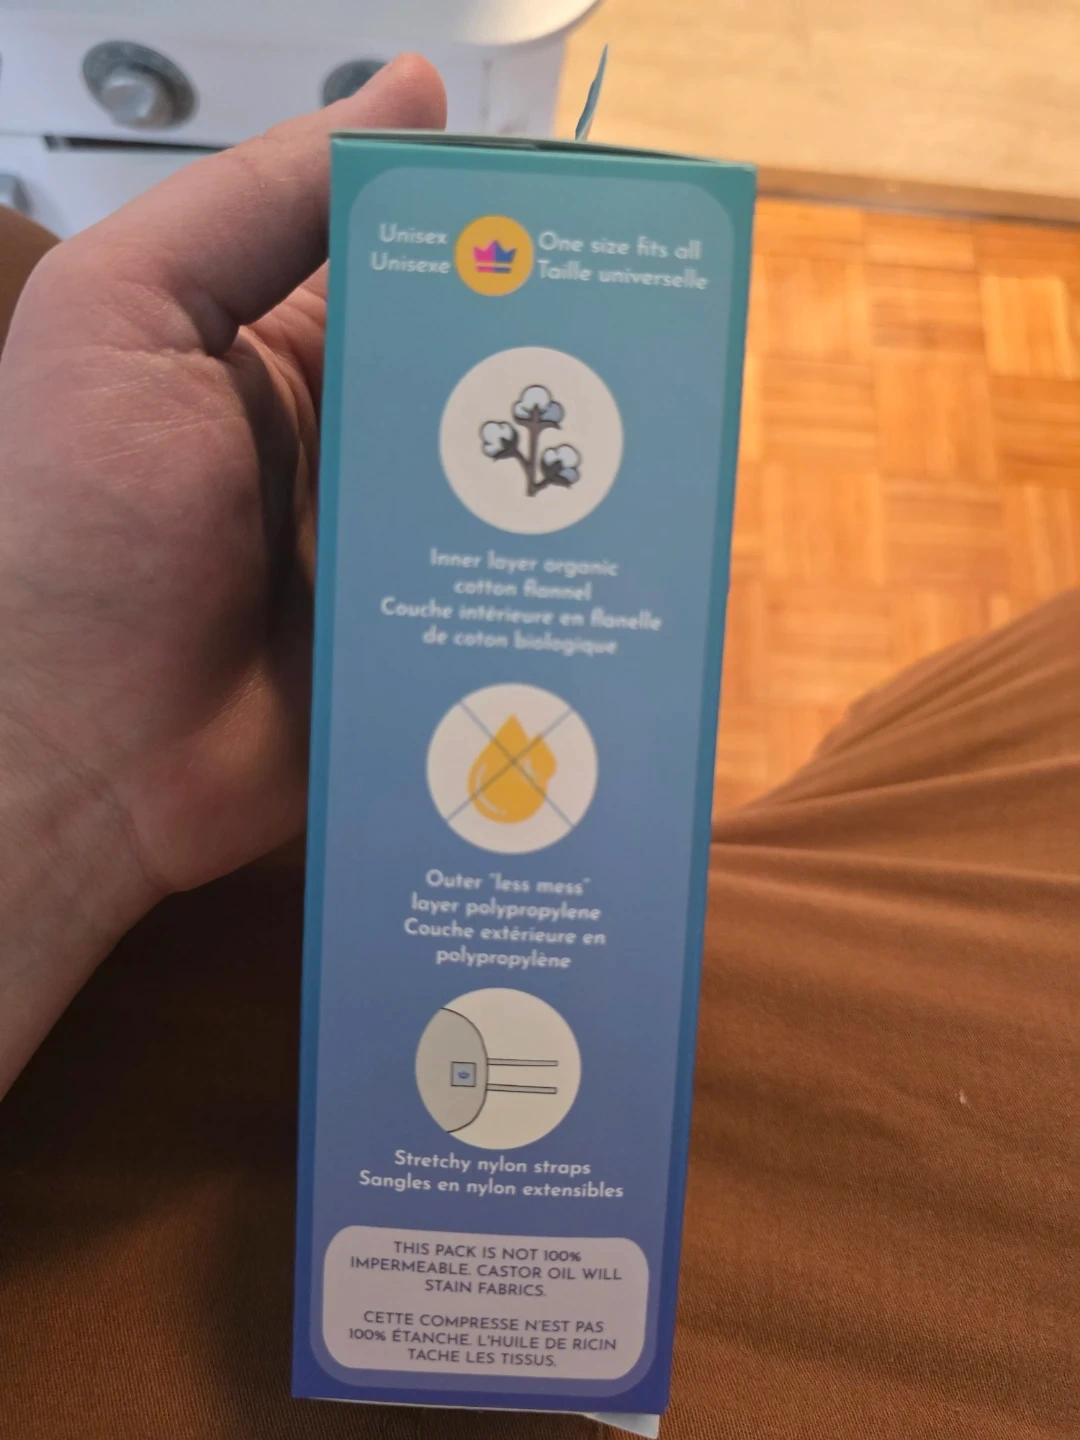 Unisex
Unisexe
One size fits all
Taille universelle
Inner layer organic
cotton flannel
Couche intérieure en flanelle
de coton biologique
Outer "less mess"
layer polypropylene
Couche extérieure en
polypropylène
Stretchy nylon straps
Sangles en nylon extensibles
THIS PACK IS NOT 100%
IMPERMEABLE. CASTOR OIL WILL
STAIN FABRICS.
CETTE COMPRESSE N'EST PAS
100% ÉTANCHE. L'HUILE DE RICIN
TACHE LES TISSUS.